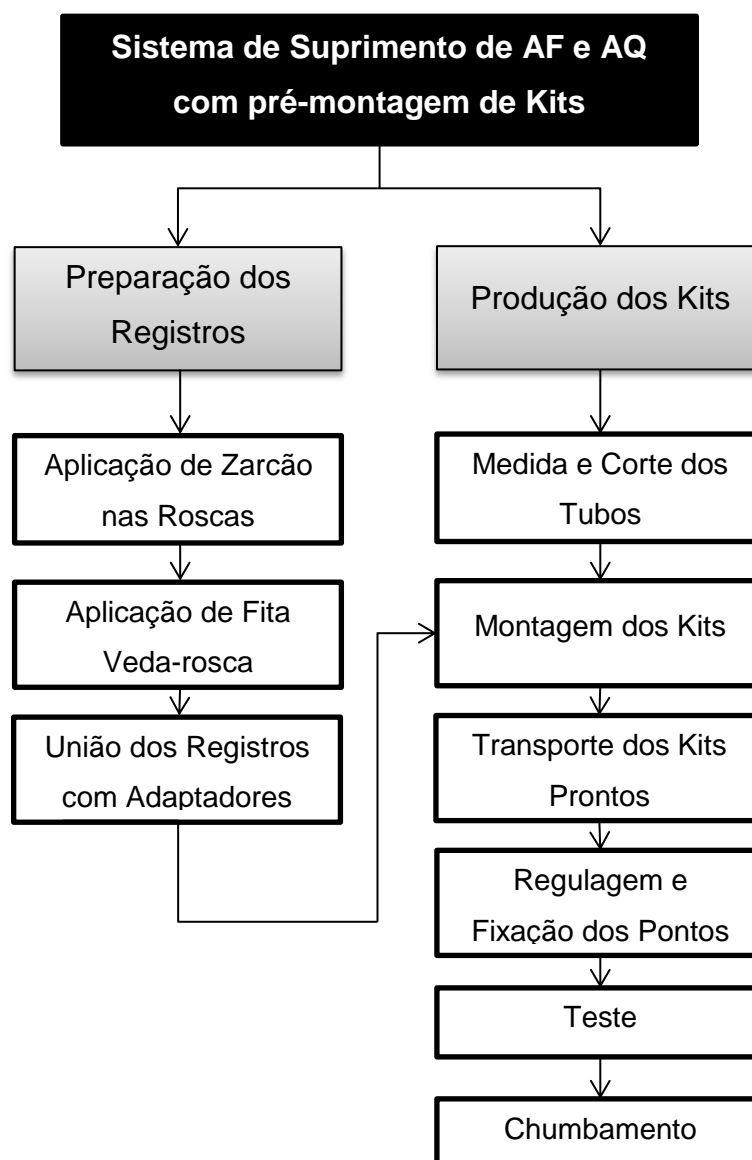 Sistema de Suprimento de AF e AQ
com pré-montagem de Kits
Preparação dos
Registros
Aplicação de Zarcão
nas Roscas
Aplicação de Fita
Veda-rosca
União dos Registros
com Adaptadores
Produção dos Kits
Medida e Corte dos
Tubos
Montagem dos Kits
Transporte dos Kits
Prontos
Regulagem e
Fixação dos Pontos
Teste
Chumbamento